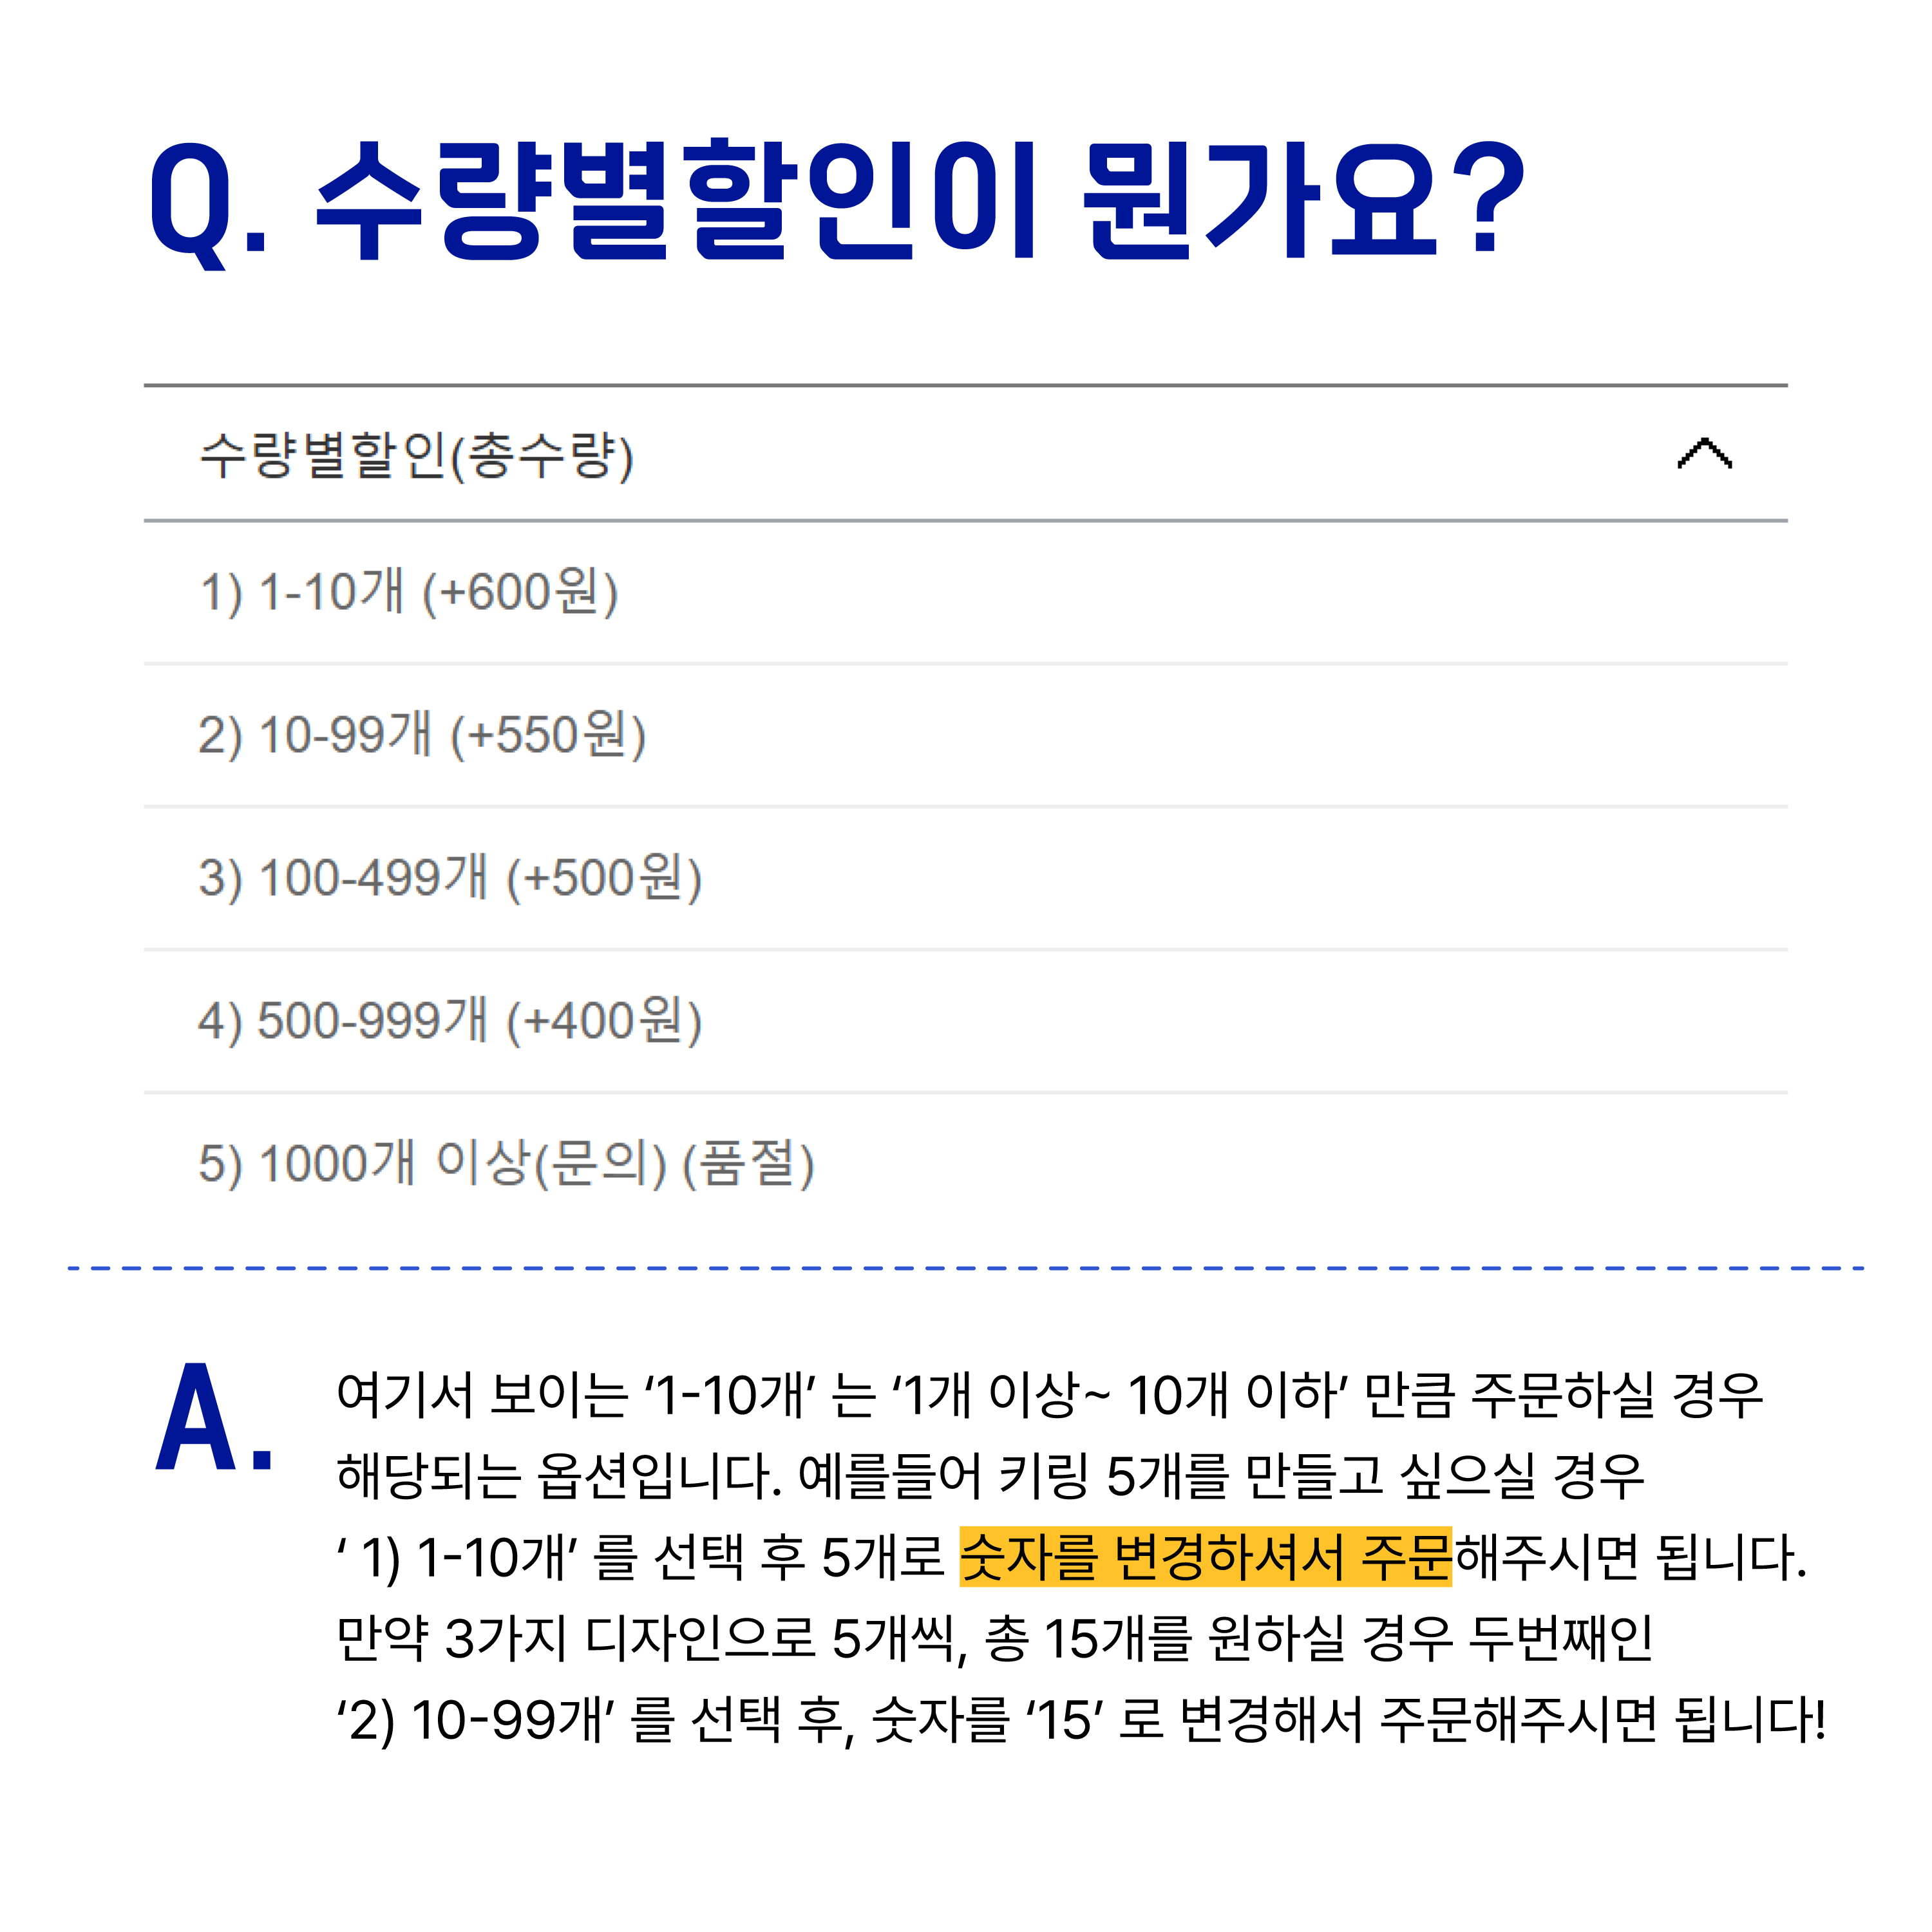 Q. 수량별할인이 뭔가요?
수량별할인(총수량)
1) 1-10개 (+600원)
2) 10-99개 (+550원)
3) 100-499개 (+500원)
4) 500-999개 (+400원)
5) 1000개 이상(문의) (품절)
A. 여기서 보이는 ‘1-10개’ 는 ‘1개 이상~ 10개 이하’ 만큼 주문하실 경우
해당되는 옵션입니다. 예를들어 키링 5개를 만들고 싶으실 경우
‘ 1) 1-10개’ 를 선택 후 5개로 숫자를 변경하셔서 주문해주시면 됩니다.
만약 3가지 디자인으로 5개씩, 총 15개를 원하실 경우 두번째인
‘2) 10-99개’ 를 선택 후, 숫자를 ‘15’ 로 변경해서 주문해주시면 됩니다!